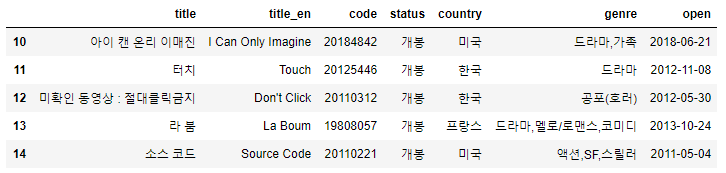 title title_en code status country genre open
10 아이 캔 온리 이매진 I Can Only Imagine 20184842 개봉 미국 드라마,가족 2018-06-21
11 터치 Touch 20125446 개봉 한국 드라마 2012-11-08
12 미확인 동영상 : 절대클릭금지 Don't Click 20110312 개봉 한국 공포(호러) 2012-05-30
13 라 붐 La Boum 19808057 개봉 프랑스 드라마,멜로/로맨스,코미디 2013-10-24
14 소스 코드 Source Code 20110221 개봉 미국 액션,SF,스릴러 2011-05-04